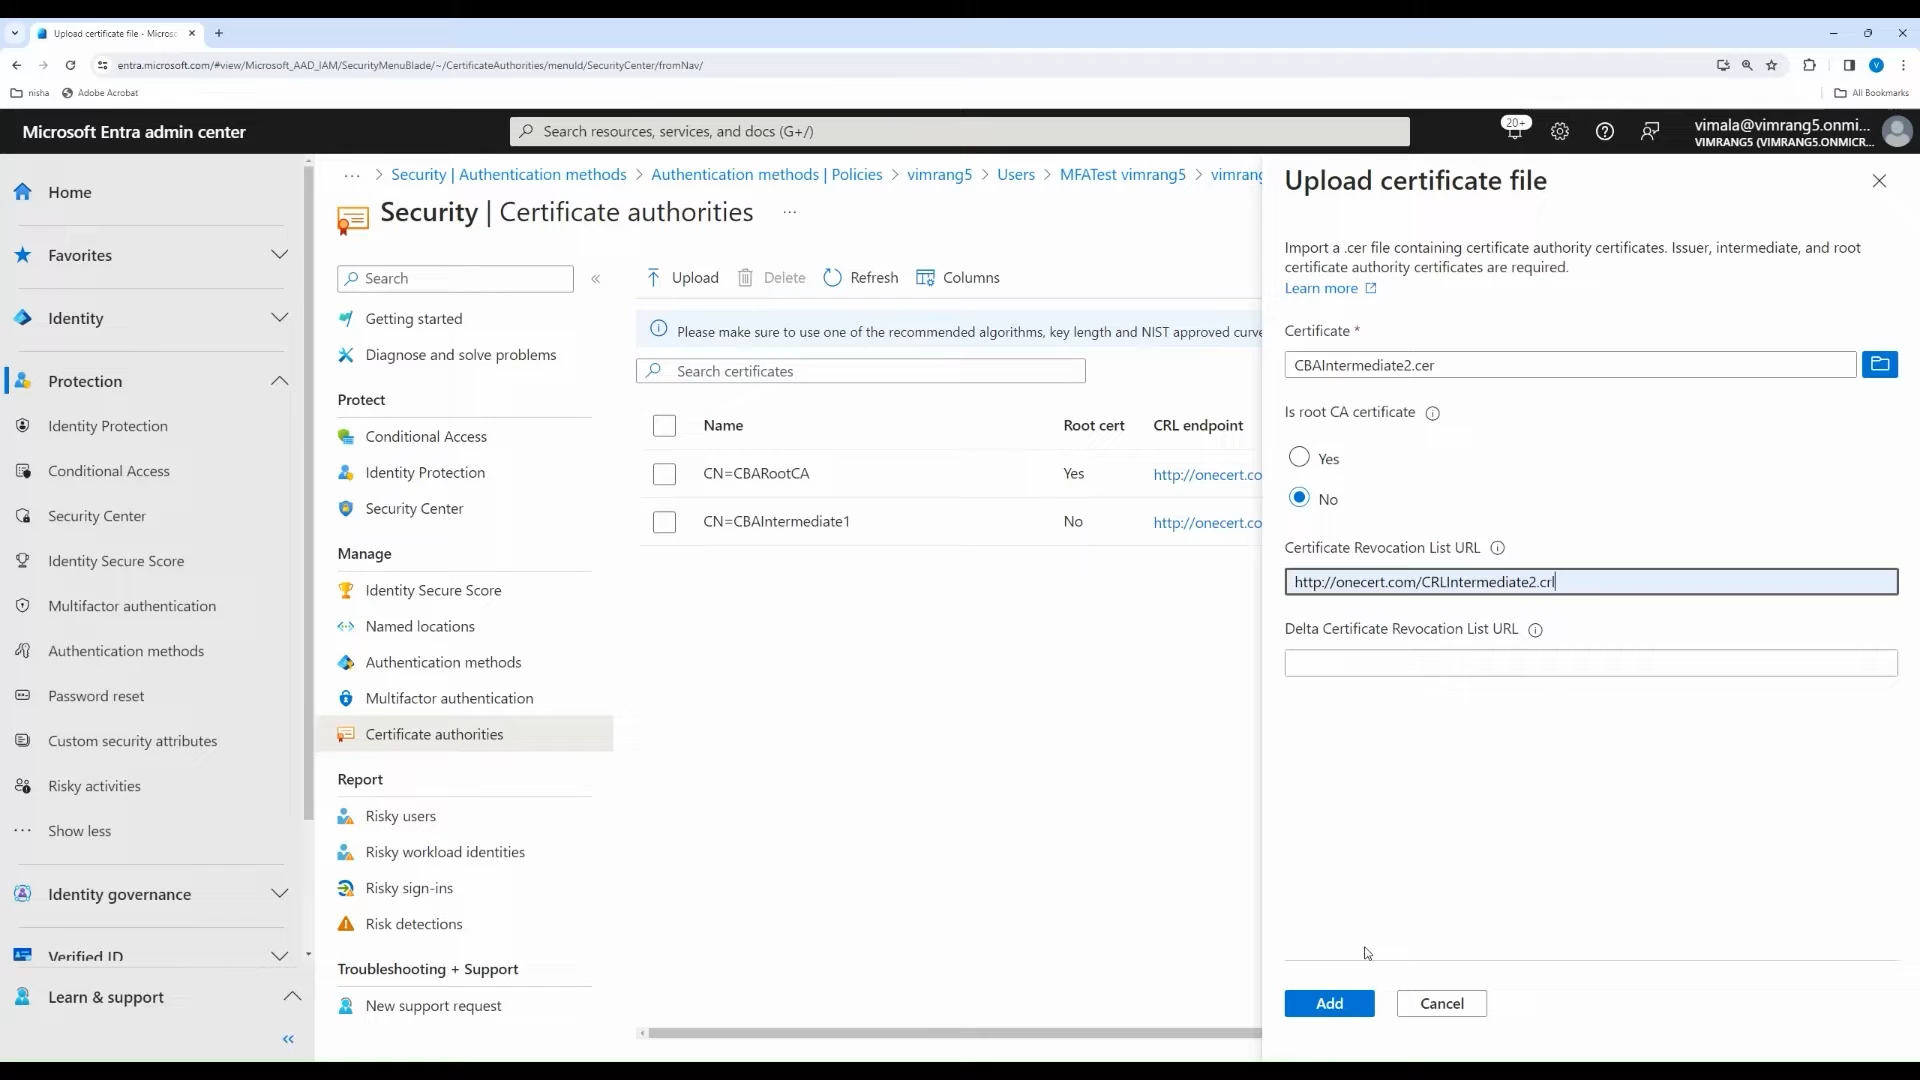 Upload certificate file - Micros
entra.microsoft.com/#view/Microsoft_AAD_IAM/SecurityMenuBlade/~/CertificateAuthorities/menuId/SecurityCenter/fromNav/
nisha
Adobe Acrobat
All Bookmarks
Microsoft Entra admin center
Search resources, services, and docs (G+/)
20+
vimala@vimrang5.onmi...
VIMRANG5 (VIMRANG5.ONMICR...
V
Home
Favorites
Identity
Protection
Identity Protection
Conditional Access
Security Center
Identity Secure Score
Multifactor authentication
Authentication methods
Password reset
Custom security attributes
Risky activities
Show less
Identity governance
Verified ID
Learn & support
... > Security | Authentication methods > Authentication methods | Policies > vimrang5 > Users > MFATest vimrang5 > vimrang
Security | Certificate authorities ...
Search
Getting started
Diagnose and solve problems
Protect
Conditional Access
Identity Protection
Security Center
Manage
Identity Secure Score
Named locations
Authentication methods
Multifactor authentication
Certificate authorities
Report
Risky users
Risky workload identities
Risky sign-ins
Risk detections
Troubleshooting + Support
New support request
Upload Delete Refresh Columns
Please make sure to use one of the recommended algorithms, key length and NIST approved curve
Search certificates
Name Root cert CRL endpoint
CN=CBARootCA Yes http://onecert.co
CN=CBAIntermediate1 No http://onecert.co
Upload certificate file
Import a .cer file containing certificate authority certificates. Issuer, intermediate, and root
certificate authority certificates are required.
Learn more
Certificate *
CBAIntermediate2.cer
Is root CA certificate
Yes
No
Certificate Revocation List URL
http://onecert.com/CRLIntermediate2.crl
Delta Certificate Revocation List URL
Add Cancel